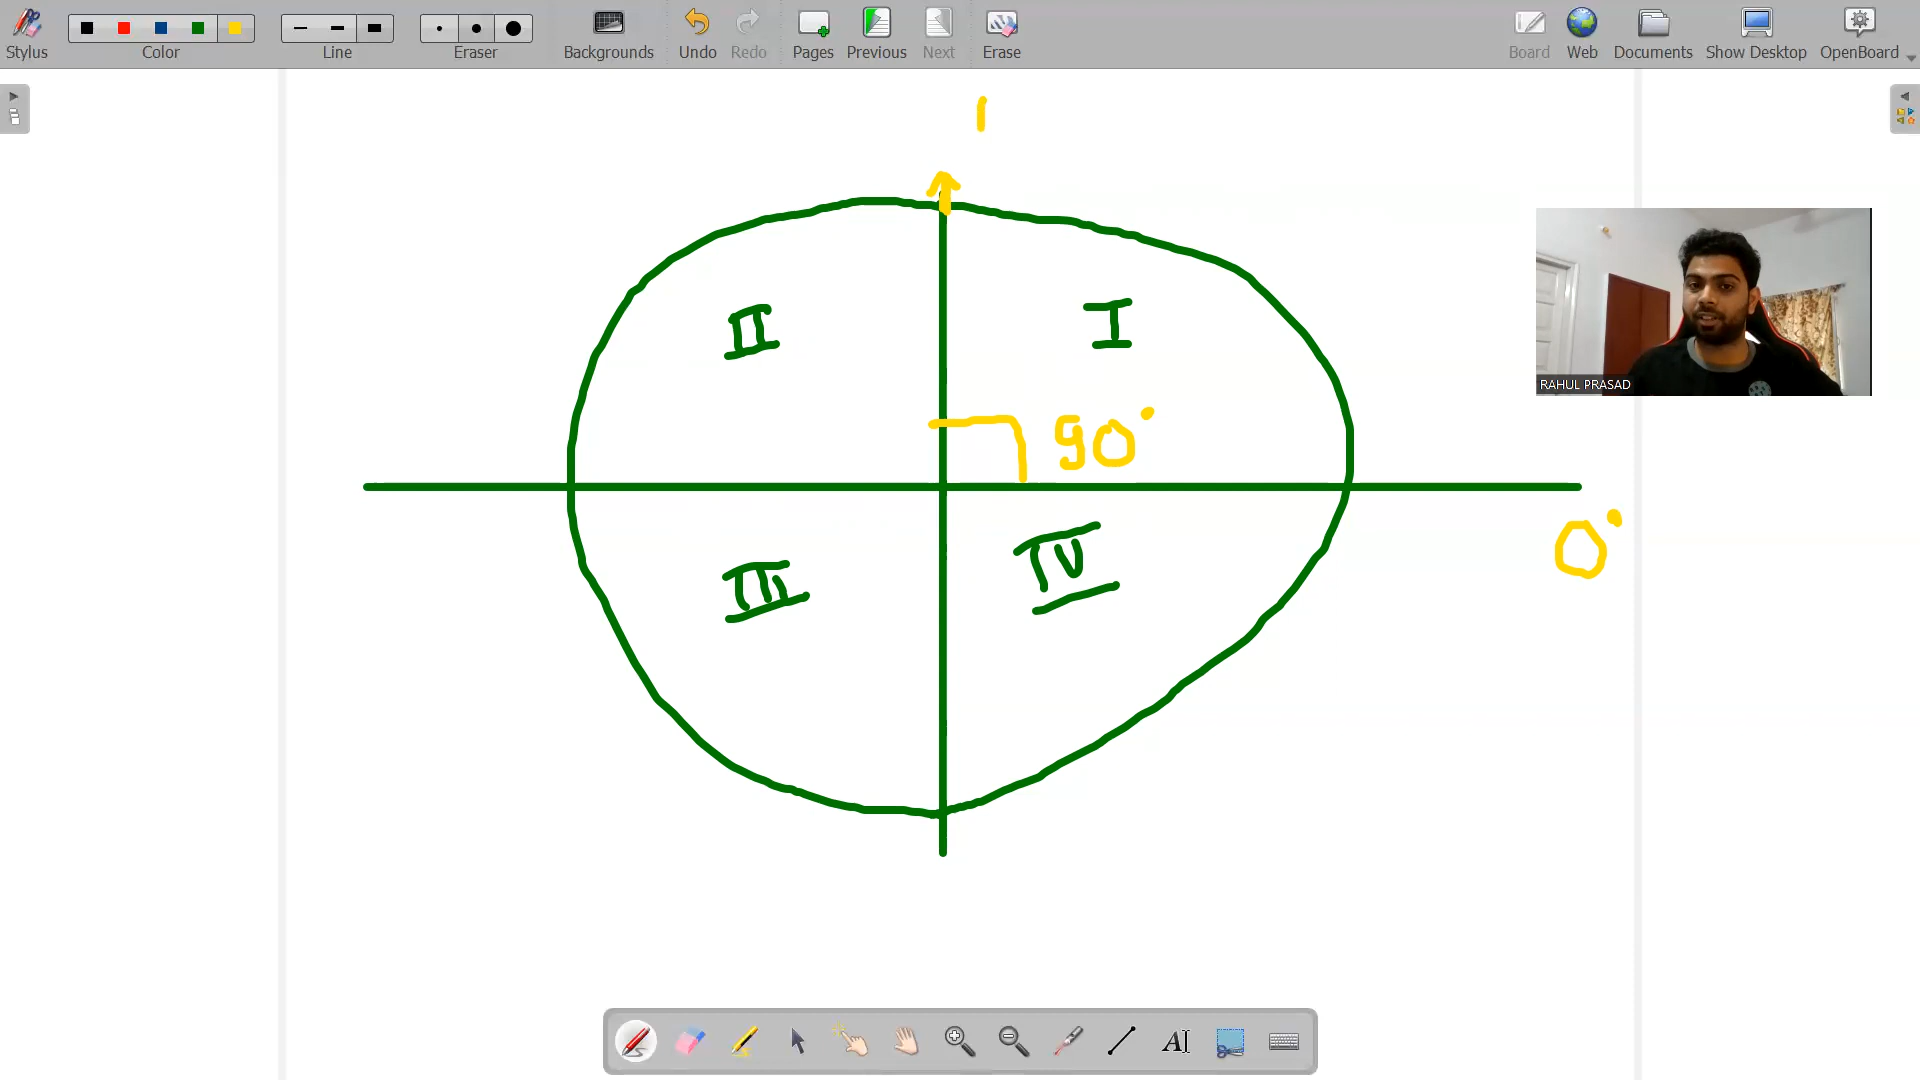 Stylus Color Line Eraser Backgrounds Undo Redo Pages Previous Next Erase Board Web Documents Show Desktop OpenBoard
I
II I
RAHUL PRASAD
90°
0°
III IV
AI